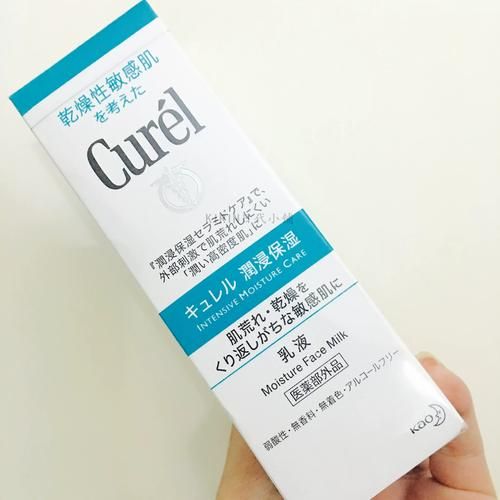 乾燥性敏感肌
を考えた
Curél
『潤浸保湿セラミドケア』で、
外部刺激で肌荒れしにくい
「潤い高密度肌」に。
キュレル 潤浸保湿
INTENSIVE MOISTURE CARE
肌荒れ・乾燥を
くり返しがちな敏感肌に
乳液
Moisture Face Milk
医薬部外品
弱酸性・無香料・無着色・アルコールフリー
Kao